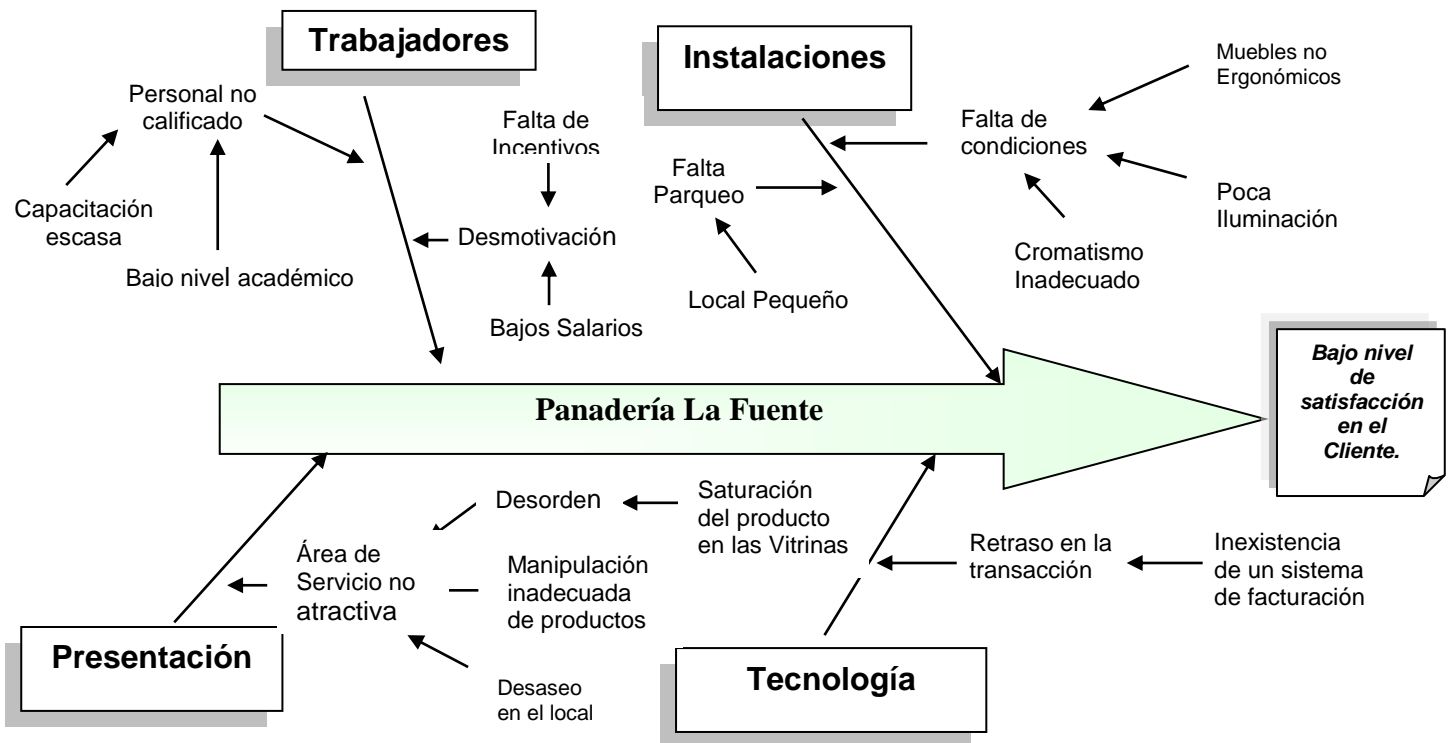 Trabajadores
Personal no
calificado
Capacitación
escasa
Bajo nivel académico
Falta de
Incentivos
Desmotivación
Bajos Salarios
Instalaciones
Falta
Parqueo
Local Pequeño
Falta de
condiciones
Muebles no
Ergonómicos
Poca
Iluminación
Cromatismo
Inadecuado
Panadería La Fuente
Bajo nivel
de
satisfacción
en el
Cliente.
Presentación
Área de
Servicio no
atractiva
Desorden
Saturación
del producto
en las Vitrinas
Manipulación
inadecuada
de productos
Desaseo
en el local
Tecnología
Retraso en la
transacción
Inexistencia
de un sistema
de facturación